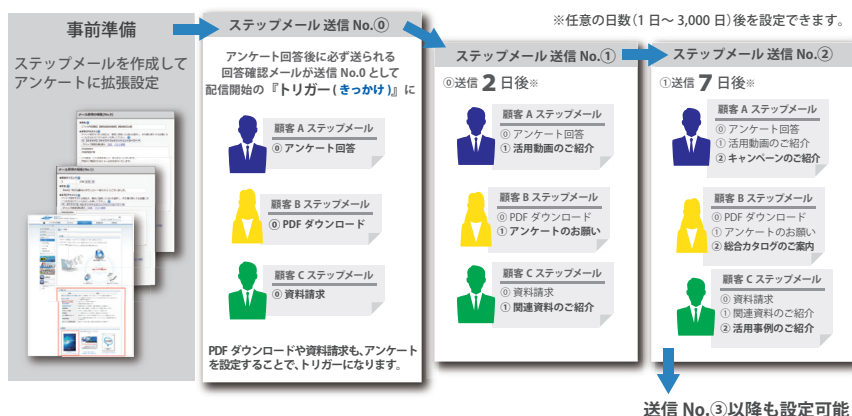 ※任意の日数(1 日～ 3,000 日)後を設定できます。
事前準備
ステップメールを作成して
アンケートに拡張設定
ステップメール 送信 No.⓪
アンケート回答後に必ず送られる
回答確認メールが送信 No.0 として
配信開始の『トリガー ( きっかけ )』に
顧客 A ステップメール
⓪ アンケート回答
顧客 B ステップメール
⓪ PDF ダウンロード
顧客 C ステップメール
⓪ 資料請求
PDF ダウンロードや資料請求も、アンケート
を設定することで、トリガーになります。
ステップメール 送信 No.①
⓪送信 2 日後※
顧客 A ステップメール
⓪ アンケート回答
① 活用動画のご紹介
顧客 B ステップメール
⓪ PDF ダウンロード
① アンケートのお願い
顧客 C ステップメール
⓪ 資料請求
① 関連資料のご紹介
ステップメール 送信 No.②
①送信 7 日後※
顧客 A ステップメール
⓪ アンケート回答
① 活用動画のご紹介
② キャンペーンのご紹介
顧客 B ステップメール
⓪ PDF ダウンロード
① アンケートのお願い
② 総合カタログのご案内
顧客 C ステップメール
⓪ 資料請求
① 関連資料のご紹介
② 活用事例のご紹介
送信 No.③以降も設定可能